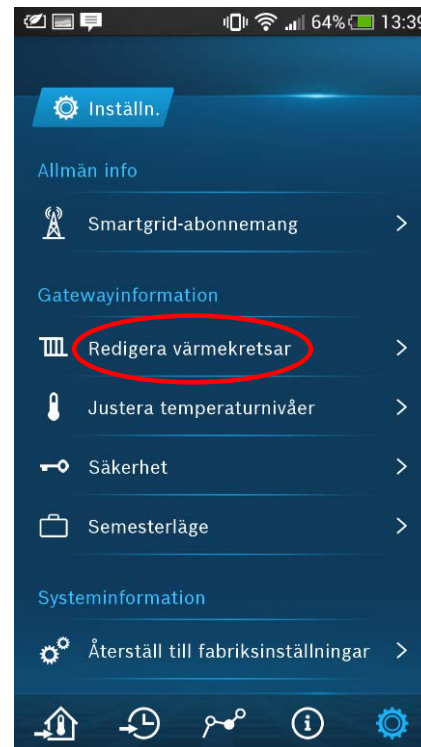 64% 13:39
Inställn.
Allmän info
Smartgrid-abonnemang
Gatewayinformation
Redigera värmekretsar
Justera temperaturnivåer
Säkerhet
Semesterläge
Systeminformation
Återställ till fabriksinställningar